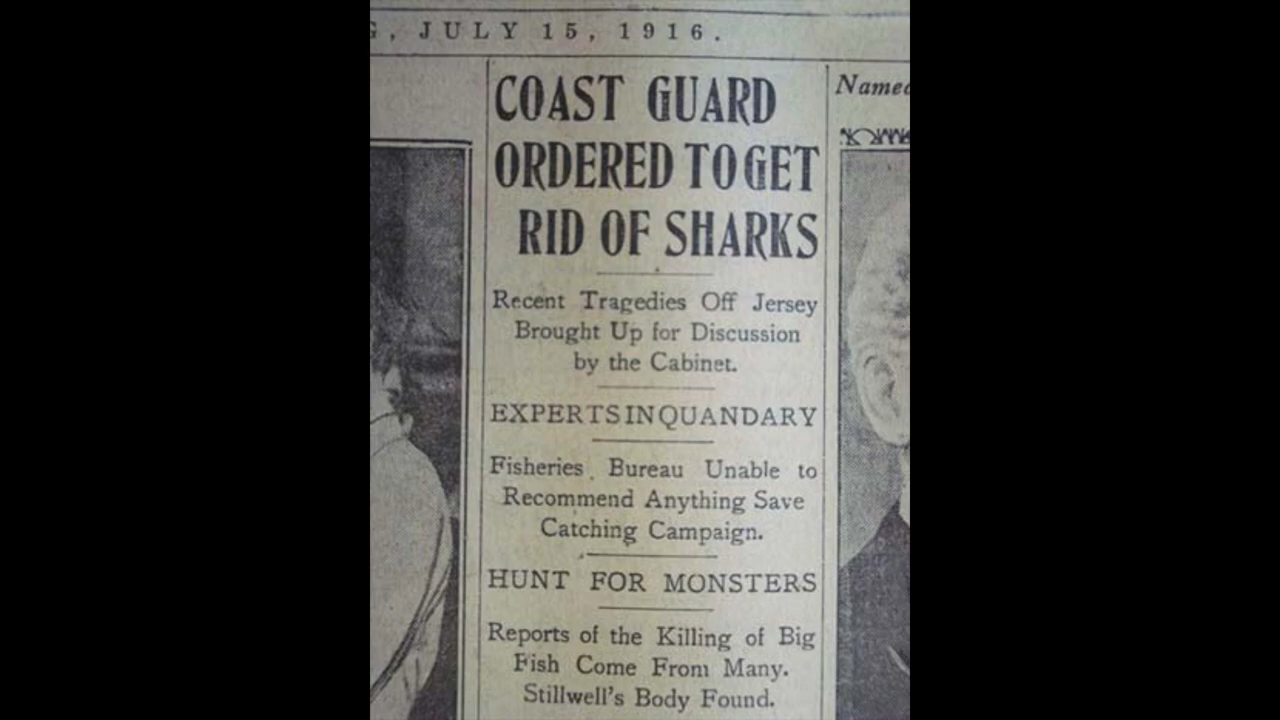 , JULY 15, 1916.
COAST GUARD
ORDERED TO GET
RID OF SHARKS
Recent Tragedies Off Jersey
Brought Up for Discussion
by the Cabinet.
EXPERTS IN QUANDARY
Fisheries Bureau Unable to
Recommend Anything Save
Catching Campaign.
HUNT FOR MONSTERS
Reports of the Killing of Big
Fish Come From Many.
Stillwell's Body Found.
Named